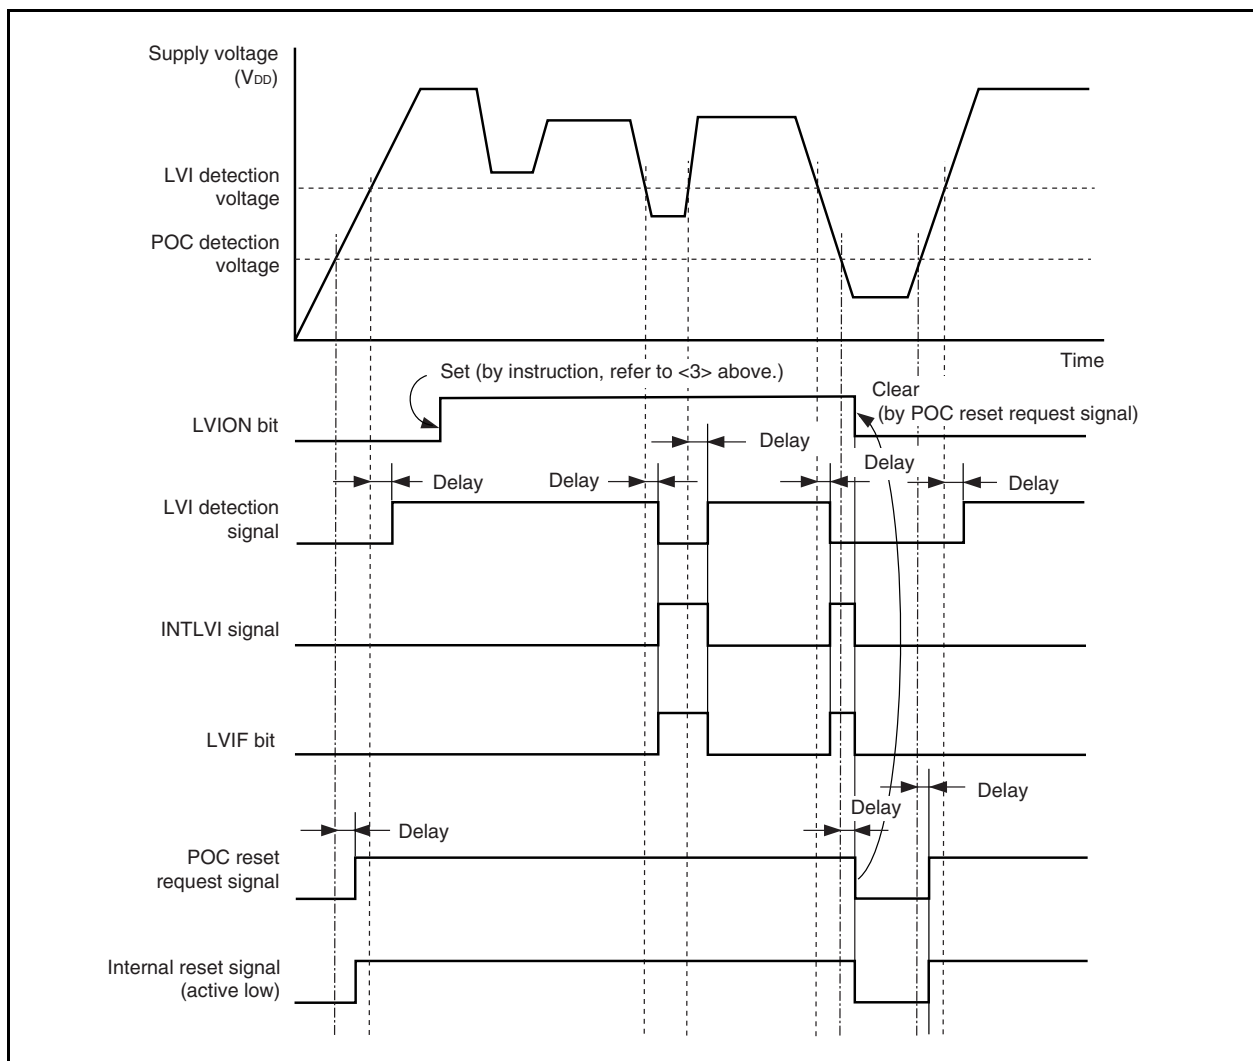 Supply voltage
(VDD)
LVI detection
voltage
POC detection
voltage
Time
Set (by instruction, refer to <3> above.)
Clear
(by POC reset request signal)
LVION bit
Delay
Delay
Delay
Delay
Delay
LVI detection
signal
INTLVI signal
LVIF bit
Delay
Delay
Delay
POC reset
request signal
Internal reset signal
(active low)